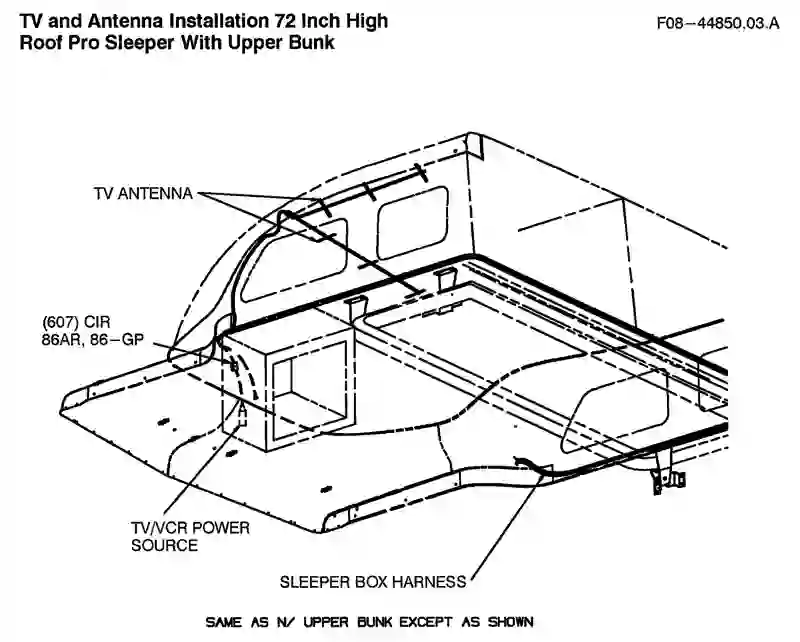 TV and Antenna Installation 72 Inch High
Roof Pro Sleeper With Upper Bunk
F08-44850,03.A
TV ANTENNA
(607) CIR
86AR, 86-GP
TV/VCR POWER
SOURCE
SLEEPER BOX HARNESS
SAME AS N/ UPPER BUNK EXCEPT AS SHOWN